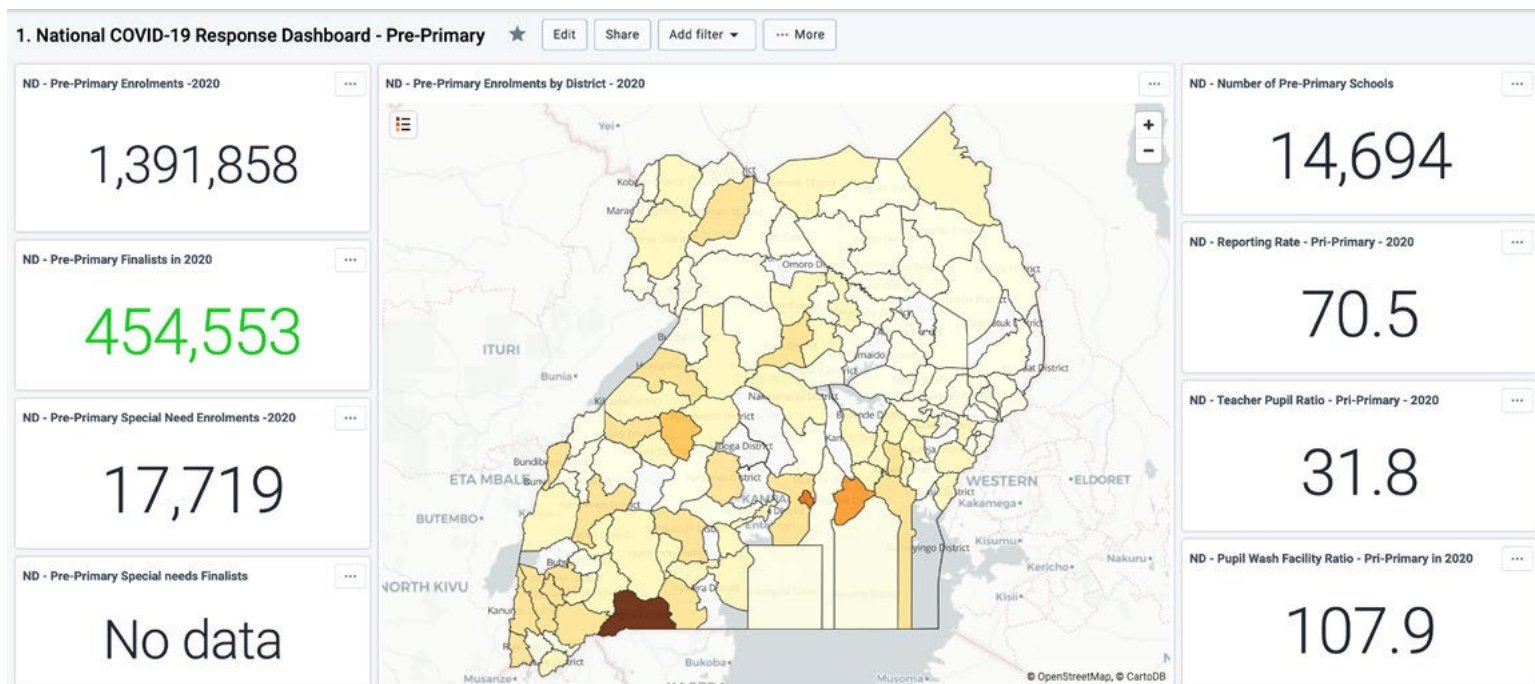 1. National COVID-19 Response Dashboard - Pre-Primary
Edit
Share
Add filter
More
ND - Pre-Primary Enrolments -2020
1,391,858
ND - Pre-Primary Finalists in 2020
454,553
ND - Pre-Primary Special Need Enrolments -2020
17,719
ND - Pre-Primary Special needs Finalists
No data
ND - Pre-Primary Enrolments by District - 2020
+
−
Yei
Omoro
ITURI
Bunia
District
ETA MBALE
BUTEMBO
WESTERN
ELDORET
Kakamega
yingo District
Kisumu
Kericho
Nakuru
NORTH KIVU
Kisii
Musanze
Bukoba
Musoma
© OpenStreetMap, © CartoDB
ND - Number of Pre-Primary Schools
14,694
ND - Reporting Rate - Pri-Primary - 2020
70.5
ND - Teacher Pupil Ratio - Pri-Primary - 2020
31.8
ND - Pupil Wash Facility Ratio - Pri-Primary in 2020
107.9